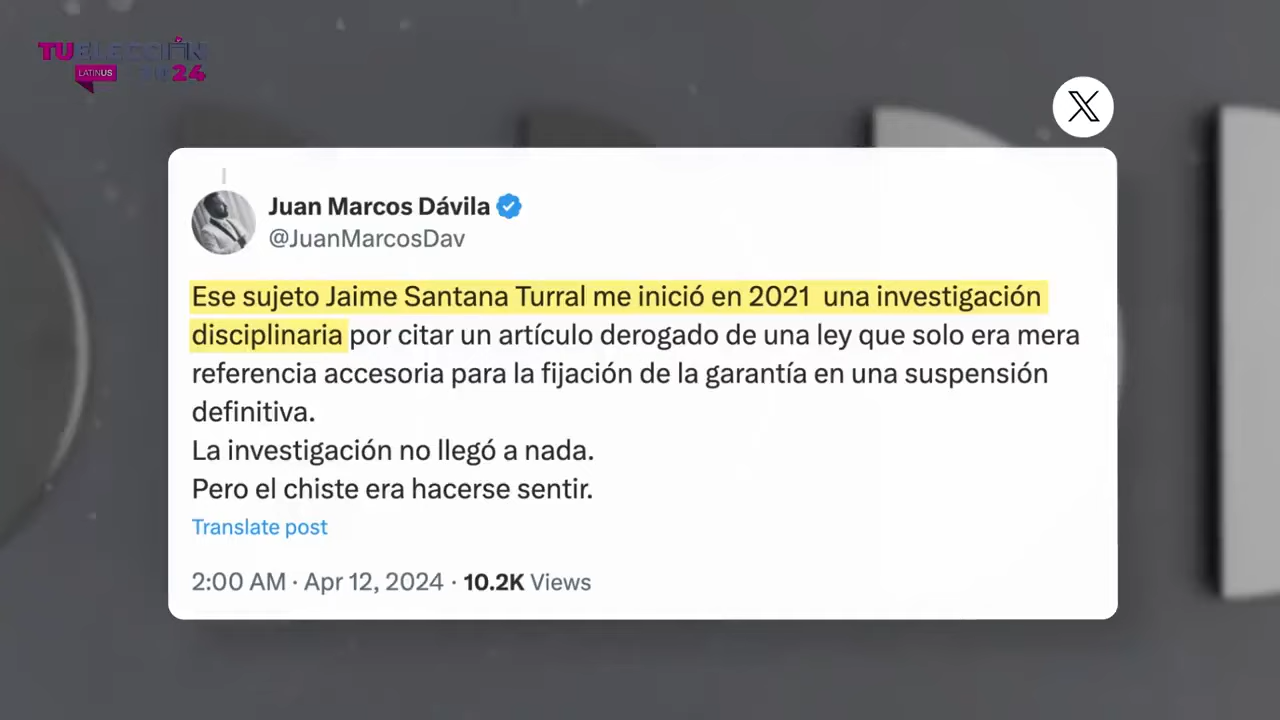 TU ELECCIÓN
LATINUS
24
Juan Marcos Dávila
@JuanMarcosDav
Ese sujeto Jaime Santana Turral me inició en 2021 una investigación
disciplinaria por citar un artículo derogado de una ley que solo era mera
referencia accesoria para la fijación de la garantía en una suspensión
definitiva.
La investigación no llegó a nada.
Pero el chiste era hacerse sentir.
Translate post
2:00 AM · Apr 12, 2024 · 10.2K Views